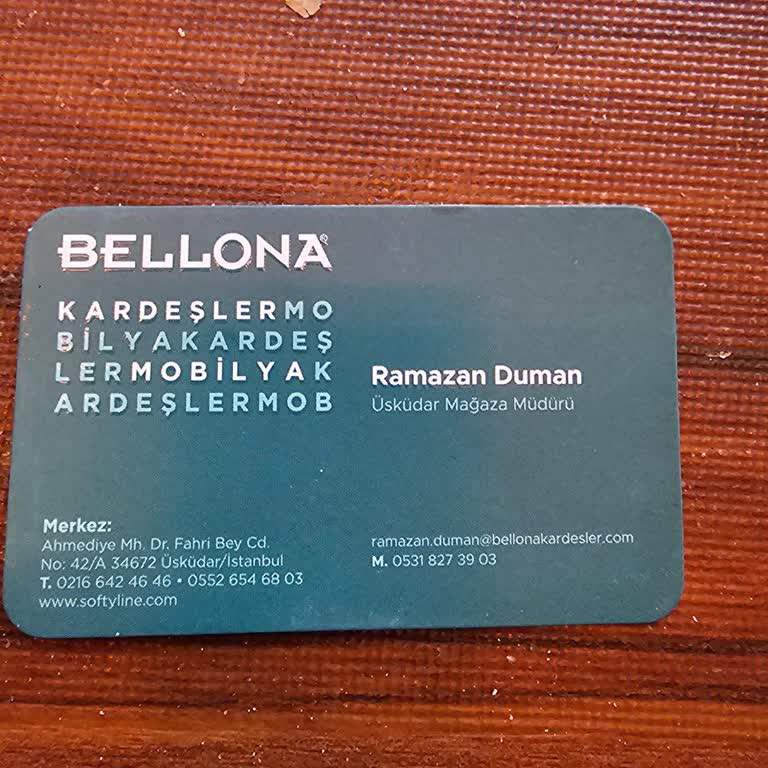 BELLONA®
KARDEŞLERMO
BİLYAKARDEŞ
LERMOBİLYAK
ARDEŞLERMOB
Ramazan Duman
Üsküdar Mağaza Müdürü
Merkez:
Ahmediye Mh. Dr. Fahri Bey Cd.
No: 42/A 34672 Üsküdar/İstanbul
T. 0216 642 46 46 • 0552 654 68 03
www.softyline.com
ramazan.duman@bellonakardesler.com
M. 0531 827 39 03